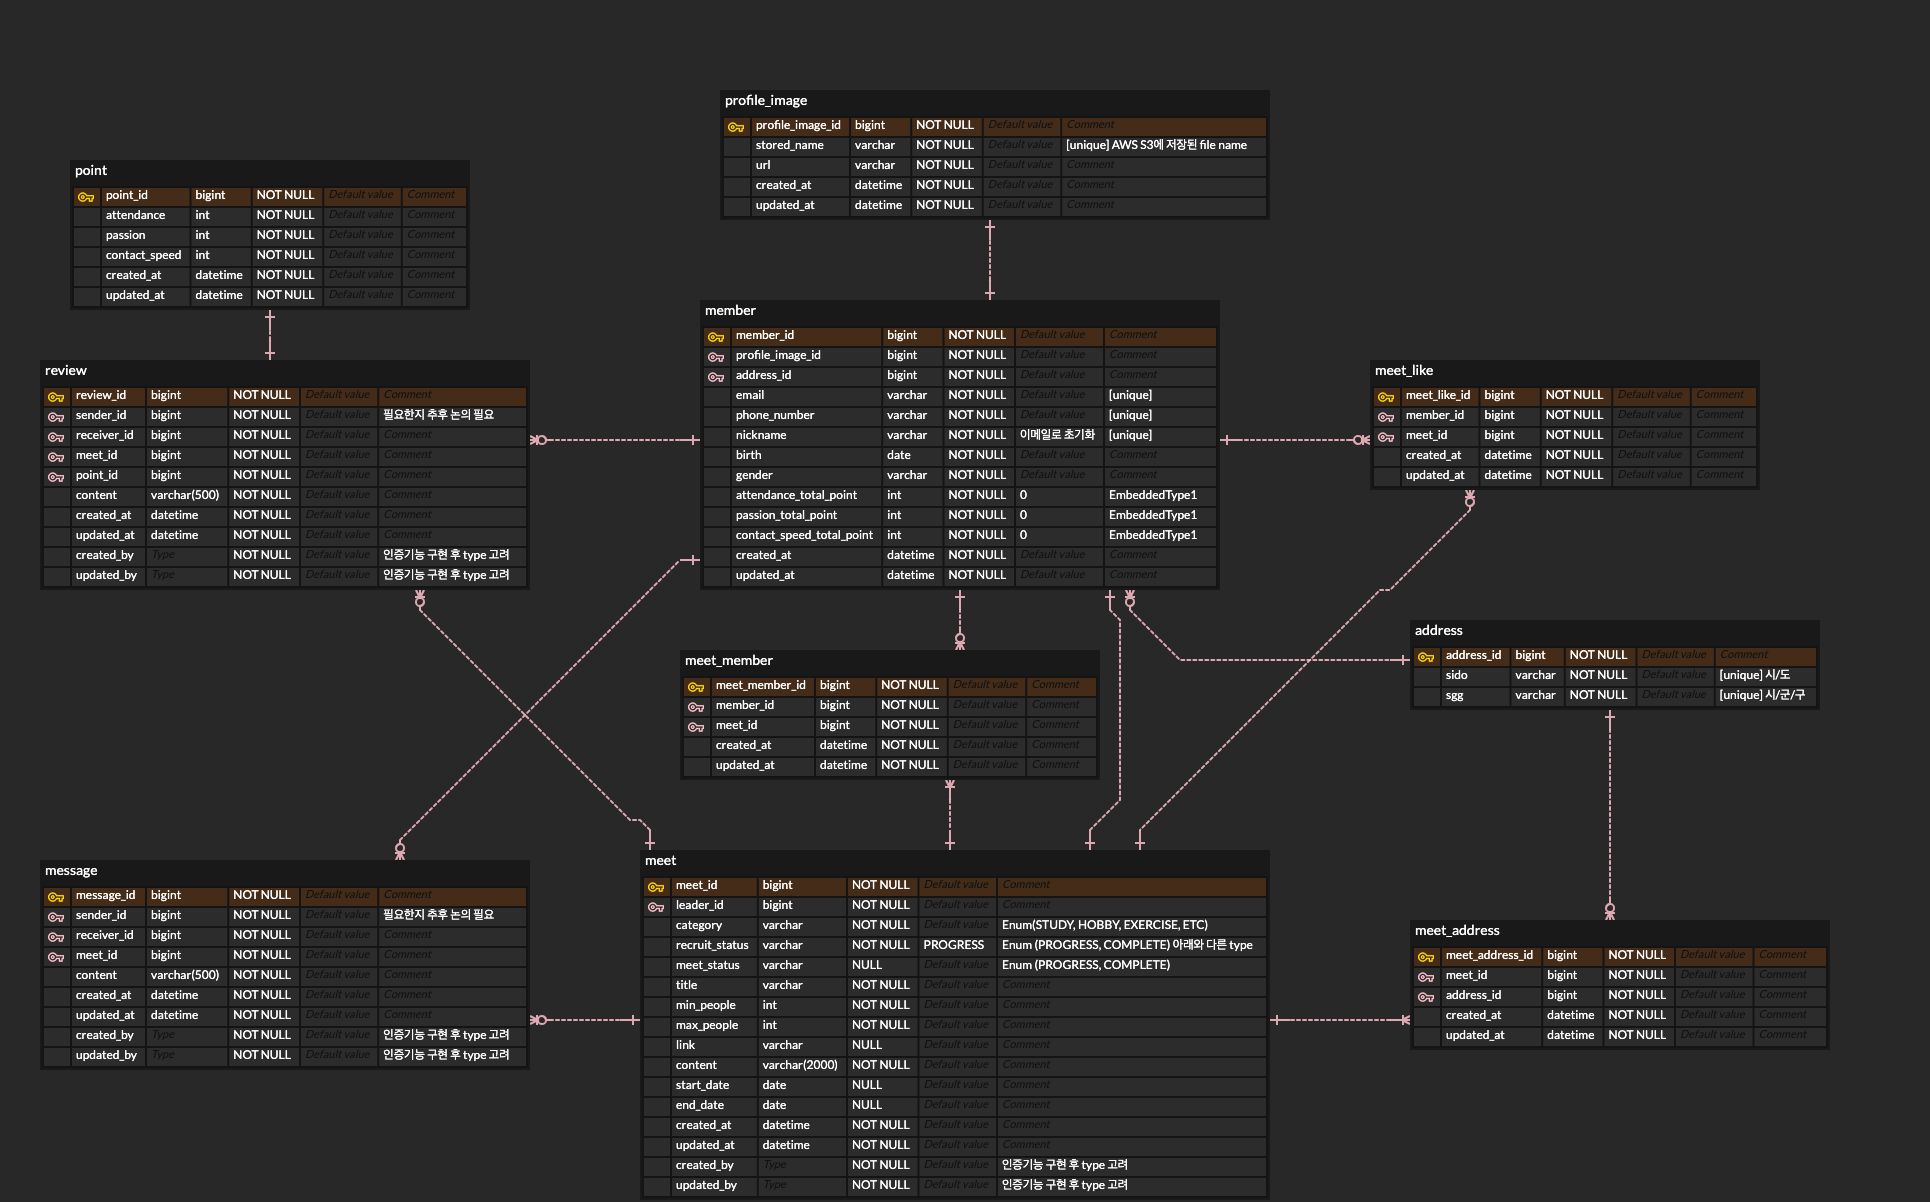 profile_image
profile_image_id bigint NOT NULL Default value Comment
stored_name varchar NOT NULL Default value [unique] AWS S3에 저장된 file name
url varchar NOT NULL Default value Comment
created_at datetime NOT NULL Default value Comment
updated_at datetime NOT NULL Default value Comment
point
point_id bigint NOT NULL Default value Comment
attendance int NOT NULL Default value Comment
passion int NOT NULL Default value Comment
contact_speed int NOT NULL Default value Comment
created_at datetime NOT NULL Default value Comment
updated_at datetime NOT NULL Default value Comment
member
member_id bigint NOT NULL Default value Comment
profile_image_id bigint NOT NULL Default value Comment
address_id bigint NOT NULL Default value Comment
email varchar NOT NULL Default value [unique]
phone_number varchar NOT NULL Default value [unique]
nickname varchar NOT NULL 이메일로 초기화 [unique]
birth date NOT NULL Default value Comment
gender varchar NOT NULL Default value Comment
attendance_total_point int NOT NULL 0 EmbeddedType1
passion_total_point int NOT NULL 0 EmbeddedType1
contact_speed_total_point int NOT NULL 0 EmbeddedType1
created_at datetime NOT NULL Default value Comment
updated_at datetime NOT NULL Default value Comment
review
review_id bigint NOT NULL Default value Comment
sender_id bigint NOT NULL Default value 필요한지 추후 논의 필요
receiver_id bigint NOT NULL Default value Comment
meet_id bigint NOT NULL Default value Comment
point_id bigint NOT NULL Default value Comment
content varchar(500) NOT NULL Default value Comment
created_at datetime NOT NULL Default value Comment
updated_at datetime NOT NULL Default value Comment
created_by Type NOT NULL Default value 인증기능 구현 후 type 고려
updated_by Type NOT NULL Default value 인증기능 구현 후 type 고려
meet_like
meet_like_id bigint NOT NULL Default value Comment
member_id bigint NOT NULL Default value Comment
meet_id bigint NOT NULL Default value Comment
created_at datetime NOT NULL Default value Comment
updated_at datetime NOT NULL Default value Comment
address
address_id bigint NOT NULL Default value Comment
sido varchar NOT NULL Default value [unique] 시/도
sgg varchar NOT NULL Default value [unique] 시/군/구
meet_member
meet_member_id bigint NOT NULL Default value Comment
member_id bigint NOT NULL Default value Comment
meet_id bigint NOT NULL Default value Comment
created_at datetime NOT NULL Default value Comment
updated_at datetime NOT NULL Default value Comment
message
message_id bigint NOT NULL Default value Comment
sender_id bigint NOT NULL Default value 필요한지 추후 논의 필요
receiver_id bigint NOT NULL Default value Comment
meet_id bigint NOT NULL Default value Comment
content varchar(500) NOT NULL Default value Comment
created_at datetime NOT NULL Default value Comment
updated_at datetime NOT NULL Default value Comment
created_by Type NOT NULL Default value 인증기능 구현 후 type 고려
updated_by Type NOT NULL Default value 인증기능 구현 후 type 고려
meet
meet_id bigint NOT NULL Default value Comment
leader_id bigint NOT NULL Default value Comment
category varchar NOT NULL Default value Enum(STUDY, HOBBY, EXERCISE, ETC)
recruit_status varchar NOT NULL PROGRESS Enum (PROGRESS, COMPLETE) 아래와 다른 type
meet_status varchar NULL Default value Enum (PROGRESS, COMPLETE)
title varchar NOT NULL Default value Comment
min_people int NOT NULL Default value Comment
max_people int NOT NULL Default value Comment
link varchar NULL Default value Comment
content varchar(2000) NOT NULL Default value Comment
start_date date NULL Default value Comment
end_date date NULL Default value Comment
created_at datetime NOT NULL Default value Comment
updated_at datetime NOT NULL Default value Comment
created_by Type NOT NULL Default value 인증기능 구현 후 type 고려
updated_by Type NOT NULL Default value 인증기능 구현 후 type 고려
meet_address
meet_address_id bigint NOT NULL Default value Comment
meet_id bigint NOT NULL Default value Comment
address_id bigint NOT NULL Default value Comment
created_at datetime NOT NULL Default value Comment
updated_at datetime NOT NULL Default value Comment